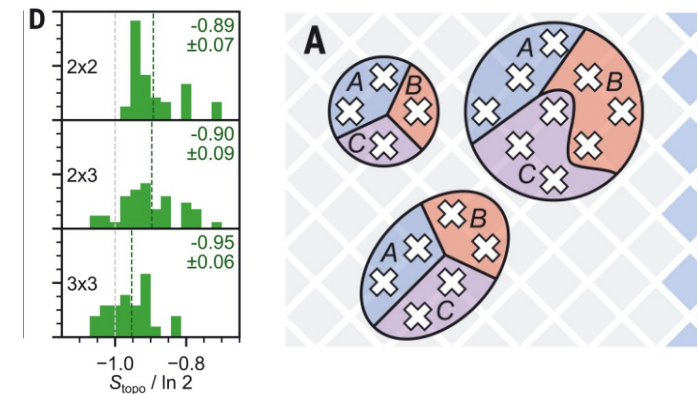 D
-0.89
±0.07
2x2
-0.90
±0.09
2x3
-0.95
±0.06
3x3
−1.0 −0.8
Stopo / ln 2
A
A B
C
A
B
C
B
A
C